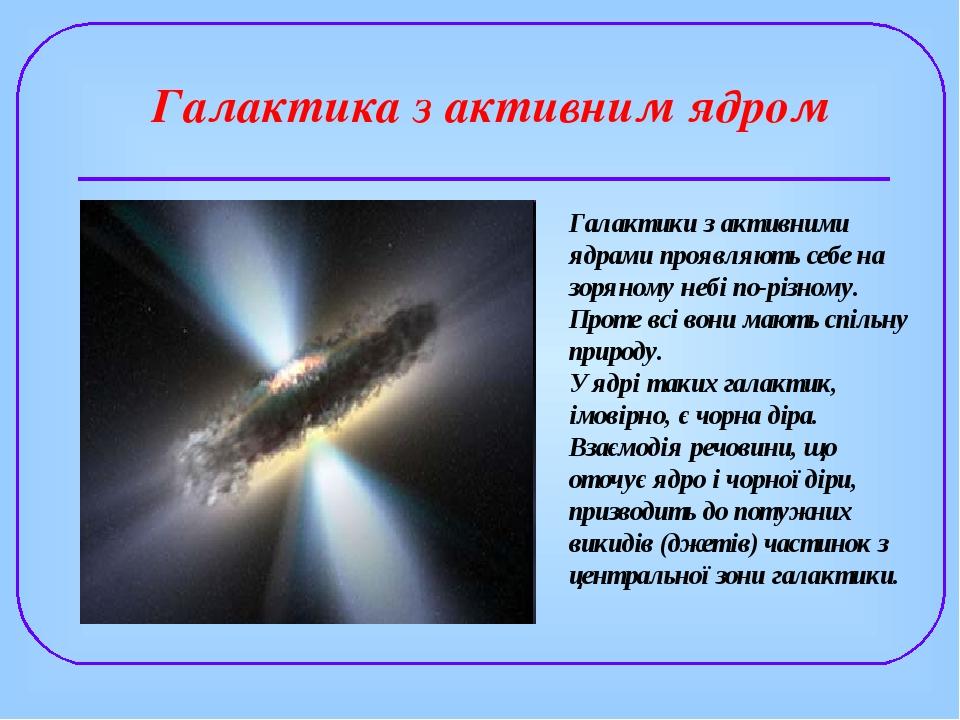 Галактика з активним ядром
Галактики з активними
ядрами проявляють себе на
зоряному небі по-різному.
Проте всі вони мають спільну
природу.
У ядрі таких галактик,
імовірно, є чорна діра.
Взаємодія речовини, що
оточує ядро і чорної діри,
призводить до потужних
викидів (джетів) частинок з
центральної зони галактики.